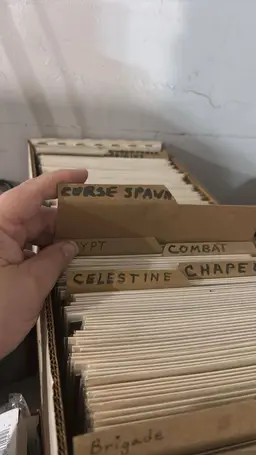 CURSE SPAWN
YPT
COMBAT
CELESTINE
CHAPE
Brigade